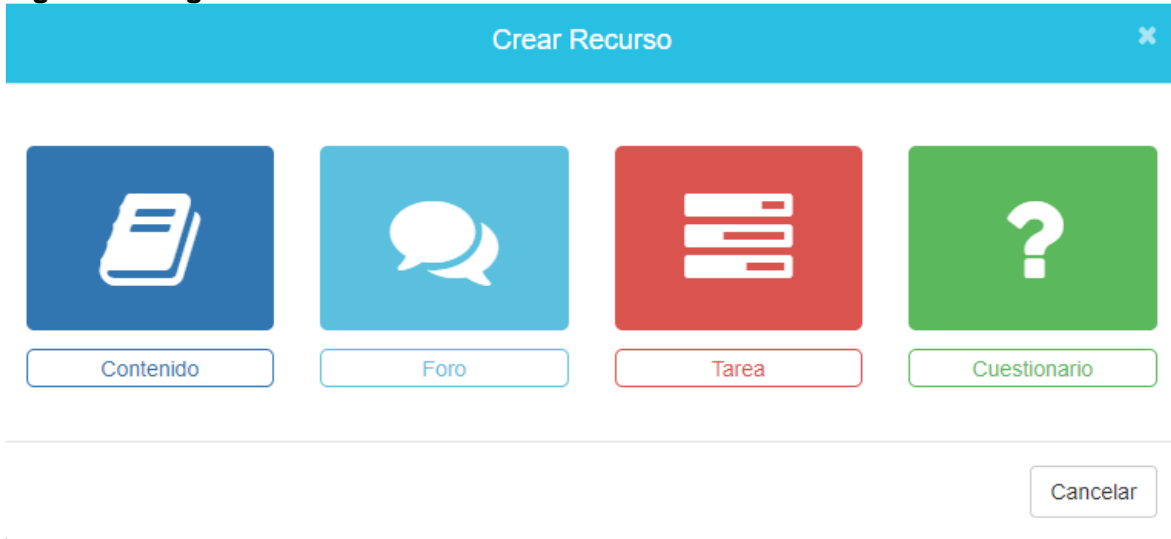 Crear Recurso
Contenido
Foro
Tarea
Cuestionario
Cancelar